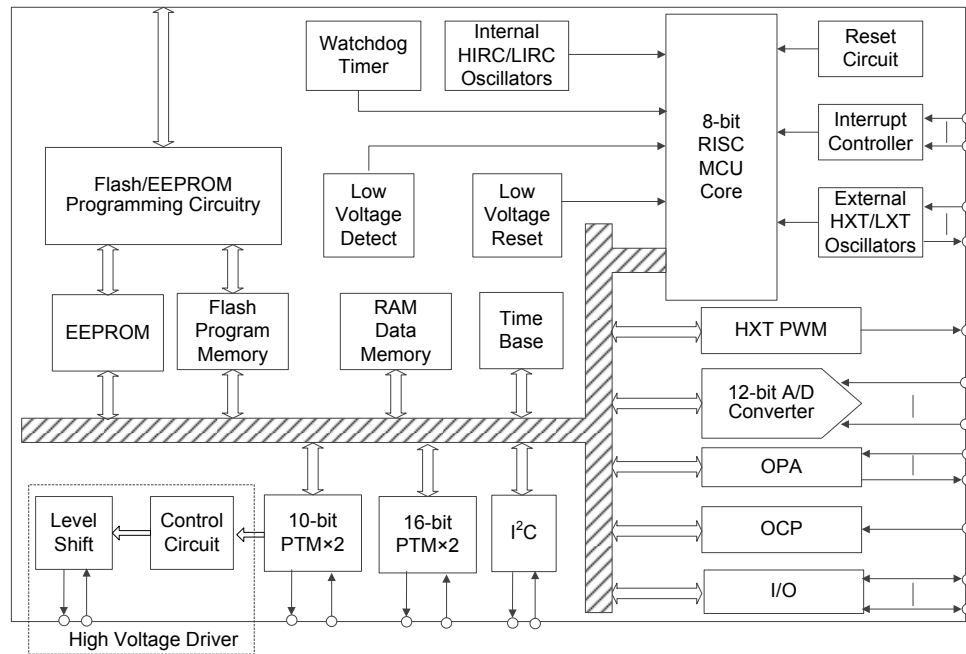 Watchdog
Timer
Internal
HIRC/LIRC
Oscillators
8-bit
RISC
MCU
Core
Reset
Circuit
Interrupt
Controller
Flash/EEPROM
Programming Circuitry
Low
Voltage
Detect
Low
Voltage
Reset
External
HXT/LXT
Oscillators
EEPROM
Flash
Program
Memory
RAM
Data
Memory
Time
Base
HXT PWM
12-bit A/D
Converter
OPA
OCP
I/O
Level
Shift
Control
Circuit
10-bit
PTM×2
16-bit
PTM×2
I²C
High Voltage Driver